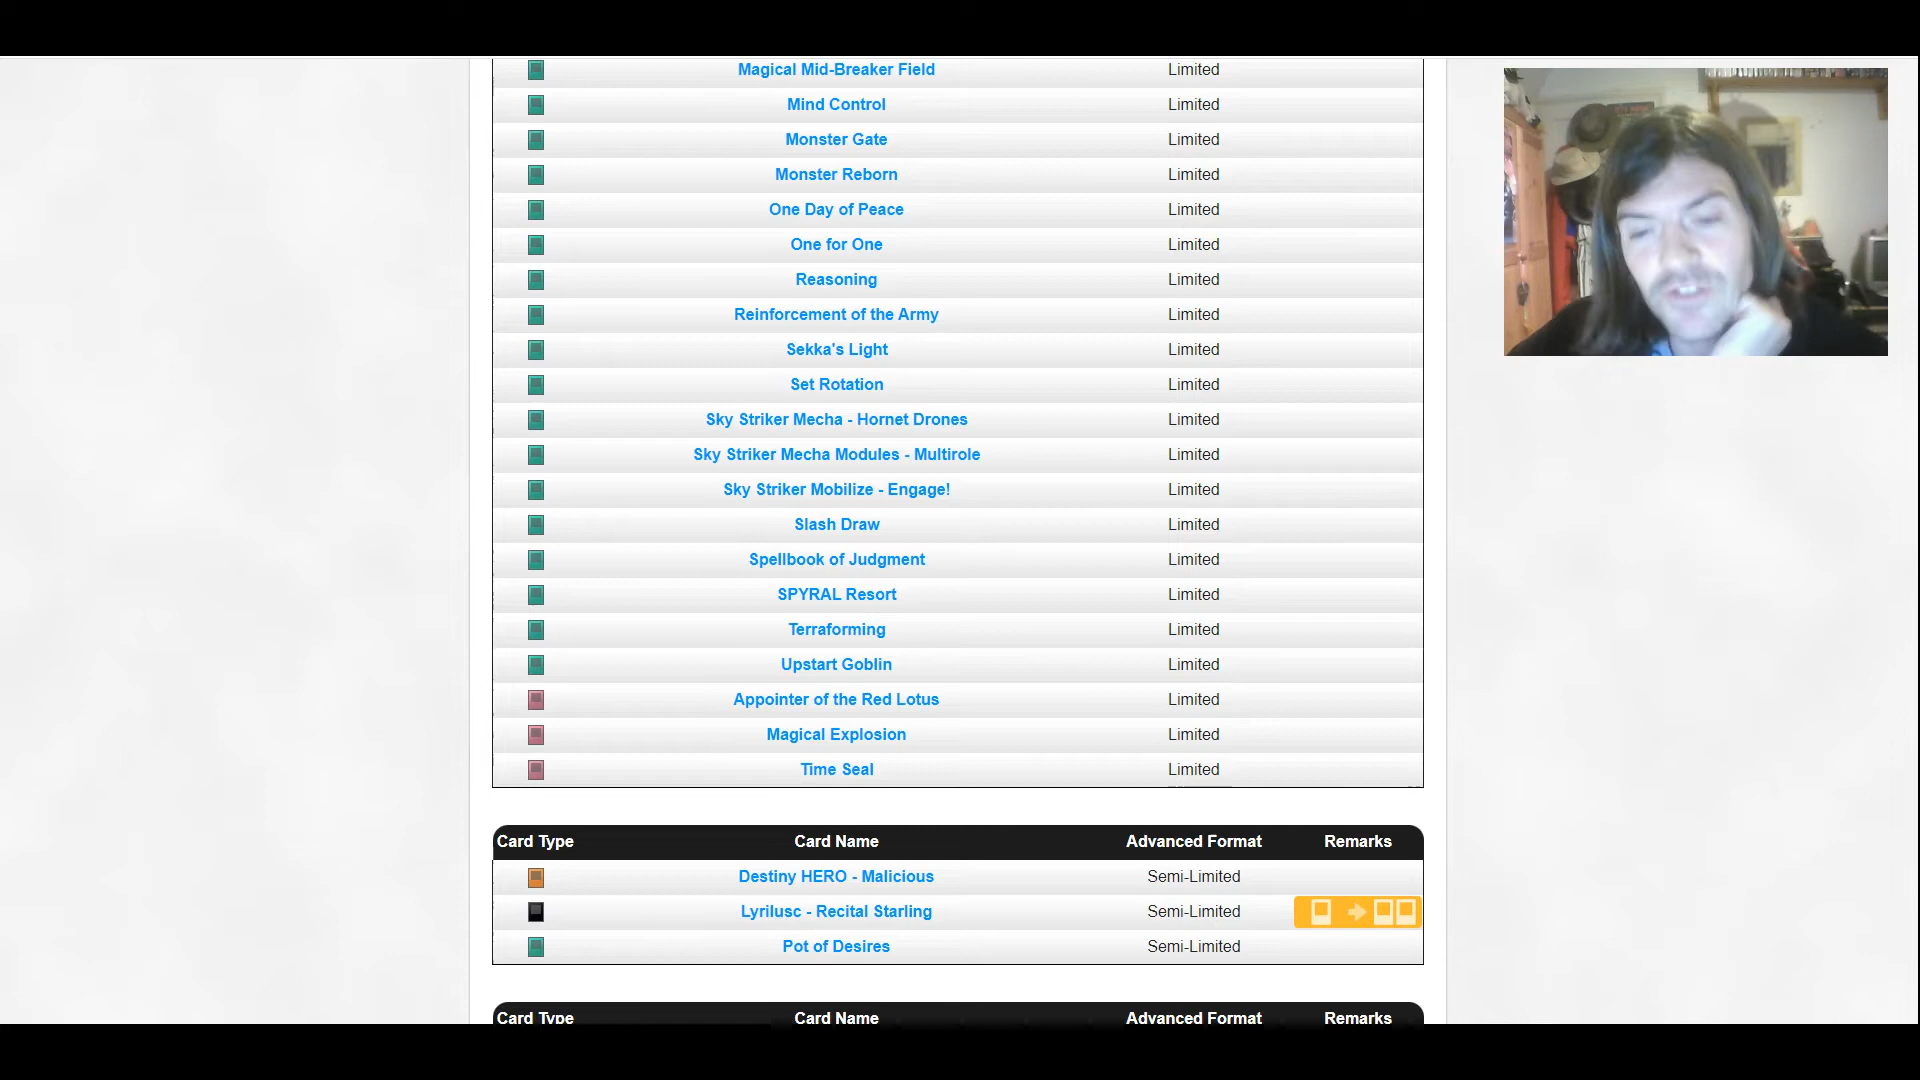 Magical Mid-Breaker Field Limited
Mind Control Limited
Monster Gate Limited
Monster Reborn Limited
One Day of Peace Limited
One for One Limited
Reasoning Limited
Reinforcement of the Army Limited
Sekka's Light Limited
Set Rotation Limited
Sky Striker Mecha - Hornet Drones Limited
Sky Striker Mecha Modules - Multirole Limited
Sky Striker Mobilize - Engage! Limited
Slash Draw Limited
Spellbook of Judgment Limited
SPYRAL Resort Limited
Terraforming Limited
Upstart Goblin Limited
Appointer of the Red Lotus Limited
Magical Explosion Limited
Time Seal Limited
Card Type Card Name Advanced Format Remarks
Destiny HERO - Malicious Semi-Limited
Lyrilusc - Recital Starling Semi-Limited
Pot of Desires Semi-Limited
Card Type Card Name Advanced Format Remarks